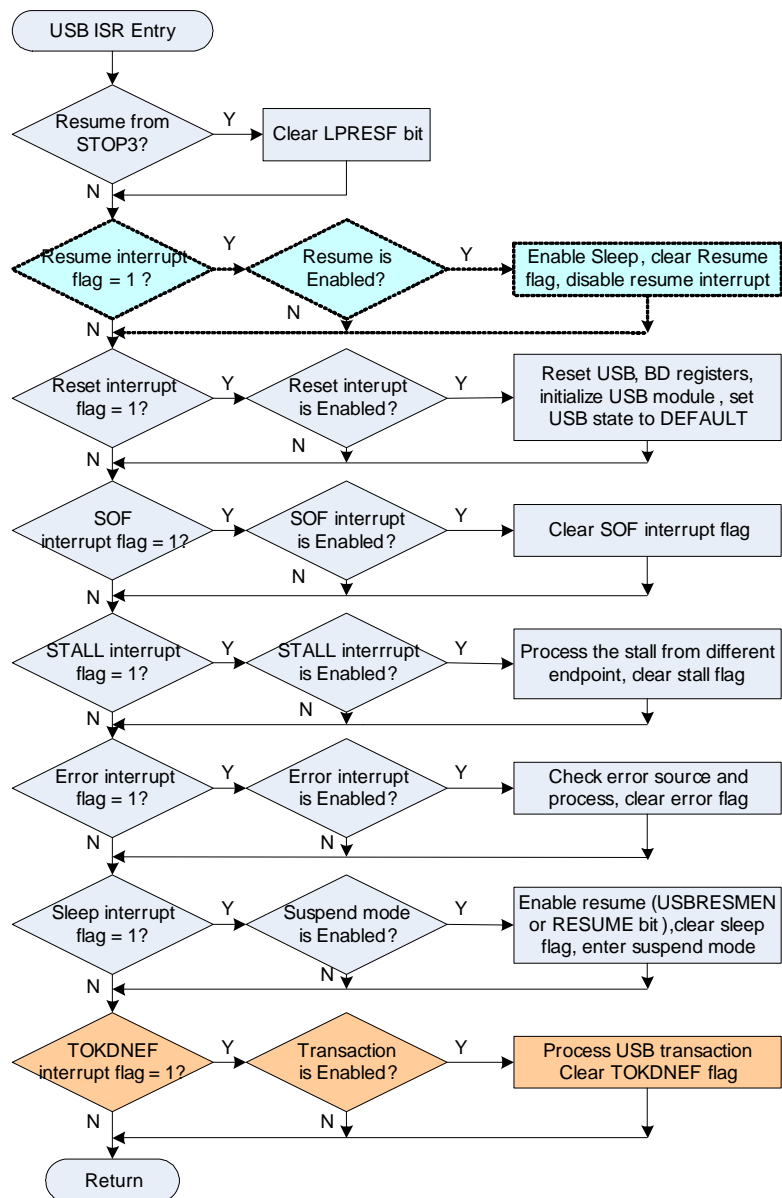 USB ISR Entry
Resume from
STOP3?
Y
Clear LPRESF bit
N
Resume interrupt
flag = 1 ?
Y
Resume is
Enabled?
Y
Enable Sleep, clear Resume
flag, disable resume interrupt
N
N
Reset interrupt
flag = 1?
Y
Reset interupt
is Enabled?
Y
Reset USB, BD registers,
initialize USB module , set
USB state to DEFAULT
N
N
SOF
interrupt flag = 1?
Y
SOF interrupt
is Enabled?
Y
Clear SOF interrupt flag
N
N
STALL interrupt
flag = 1?
Y
STALL interrrupt
is Enabled?
Y
Process the stall from different
endpoint, clear stall flag
N
N
Error interrupt
flag = 1?
Y
Error interrupt
is Enabled?
Y
Check error source and
process, clear error flag
N
N
Sleep interrupt
flag = 1?
Y
Suspend mode
is Enabled?
Y
Enable resume (USBRESMEN
or RESUME bit ),clear sleep
flag, enter suspend mode
N
N
TOKDNEF
interrupt flag = 1?
Y
Transaction
is Enabled?
Y
Process USB transaction
Clear TOKDNEF flag
N
N
Return